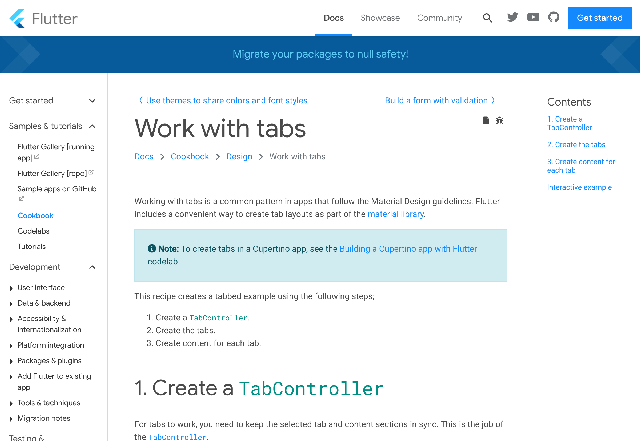 Flutter
Docs
Showcase
Community
Get started
Migrate your packages to null safety!
Get started
Samples & tutorials
Flutter Gallery [running
app]
Flutter Gallery [repo]
Sample apps on GitHub
Cookbook
Codelabs
Tutorials
Development
User interface
Data & backend
Accessibility &
internationalization
Platform integration
Packages & plugins
Add Flutter to existing
app
Tools & techniques
Migration notes
Testing &
Use themes to share colors and font styles
Build a form with validation
Work with tabs
Docs
Cookbook
Design
Work with tabs
Working with tabs is a common pattern in apps that follow the Material Design guidelines. Flutter
includes a convenient way to create tab layouts as part of the material library.
Note: To create tabs in a Cupertino app, see the Building a Cupertino app with Flutter
codelab.
This recipe creates a tabbed example using the following steps;
1. Create a TabController.
2. Create the tabs.
3. Create content for each tab.
1. Create a TabController
For tabs to work, you need to keep the selected tab and content sections in sync. This is the job of
the TabController.
Contents
1. Create a
TabController
2. Create the tabs
3. Create content for
each tab
Interactive example